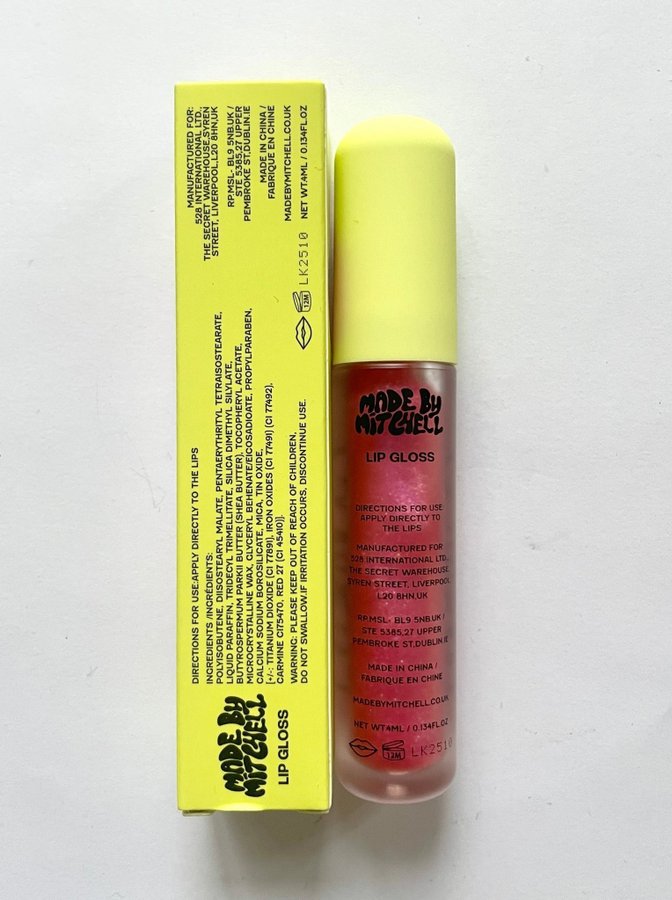 MADE BY
MITCHELL
LIP GLOSS
DIRECTIONS FOR USE:APPLY DIRECTLY TO THE LIPS
INGREDIENTS /INGRÉDIENTS:
POLYISOBUTENE, DIISOSTEARYL MALATE, PENTAERYTHRITYL TETRAISOSTEARATE,
LIQUID PARAFFIN, TRIDECYL TRIMELLITATE, SILICA DIMETHYL SILYLATE,
BUTYROSPERMUM PARKII BUTTER (SHEA BUTTER), TOCOPHERYL ACETATE,
MICROCRYSTALLINE WAX, GLYCERYL BEHENATE/EICOSADIOATE, PROPYLPARABEN,
CALCIUM SODIUM BOROSILICATE, MICA, TIN OXIDE,
[+/-: TITANIUM DIOXIDE (CI 77891), IRON OXIDES (CI 77491) (CI 77492),
CARMINE CI75470, RED 27 (CI 45410)].
WARNING: PLEASE KEEP OUT OF REACH OF CHILDREN,
DO NOT SWALLOW.IF IRRITATION OCCURS, DISCONTINUE USE.
MANUFACTURED FOR:
528 INTERNATIONAL LTD.,
THE SECRET WAREHOUSE,SYREN
STREET, LIVERPOOL,L20 8HN,UK
RP.MSL- BL9 5NB.UK/
STE 5385,27 UPPER
PEMBROKE ST,DUBLIN.IE
MADE IN CHINA /
FABRIQUE EN CHINE
MADEBYMITCHELL.CO.UK
NET WT.4ML / 0.134FL.OZ
12M
LK2510
MADE BY
MITCHELL
LIP GLOSS
DIRECTIONS FOR USE
APPLY DIRECTLY TO
THE LIPS
MANUFACTURED FOR
528 INTERNATIONAL LTD.,
THE SECRET WAREHOUSE
SYREN STREET, LIVERPOOL
L20 8HN,UK
RP.MSL- BL9 5NB.UK /
STE 5385,27 UPPER
PEMBROKE ST,DUBLIN.IE
MADE IN CHINA /
FABRIQUE EN CHINE
MADEBYMITCHELL.CO.UK
NET WT.4ML / 0.134FL.OZ
12M
LK2510